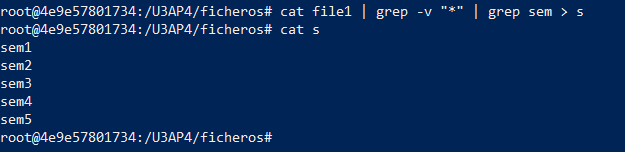 root@4e9e57801734:/U3AP4/ficheros# cat file1 | grep -v "*" | grep sem > s
root@4e9e57801734:/U3AP4/ficheros# cat s
sem1
sem2
sem3
sem4
sem5
root@4e9e57801734:/U3AP4/ficheros#